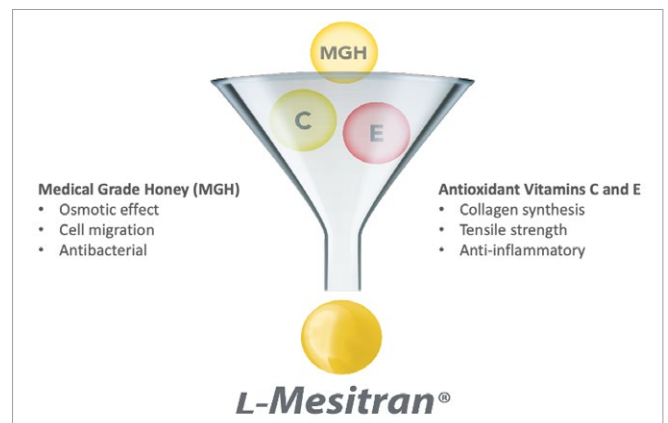 MGH
C
E
Medical Grade Honey (MGH)
• Osmotic effect
• Cell migration
• Antibacterial
Antioxidant Vitamins C and E
• Collagen synthesis
• Tensile strength
• Anti-inflammatory
L-Mesitran®